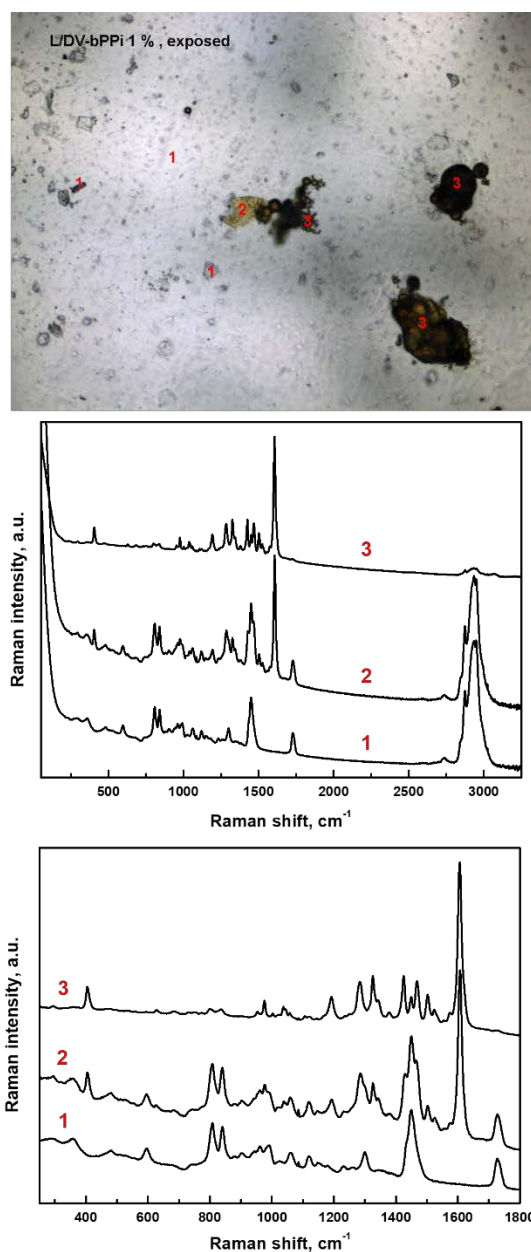 L/DV-bPPi 1 % , exposed
1
1
2
3
3
1
3
Raman intensity, a.u.
3
2
1
500 1000 1500 2000 2500 3000
Raman shift, cm-1
Raman intensity, a.u.
3
2
1
400 600 800 1000 1200 1400 1600 1800
Raman shift, cm-1